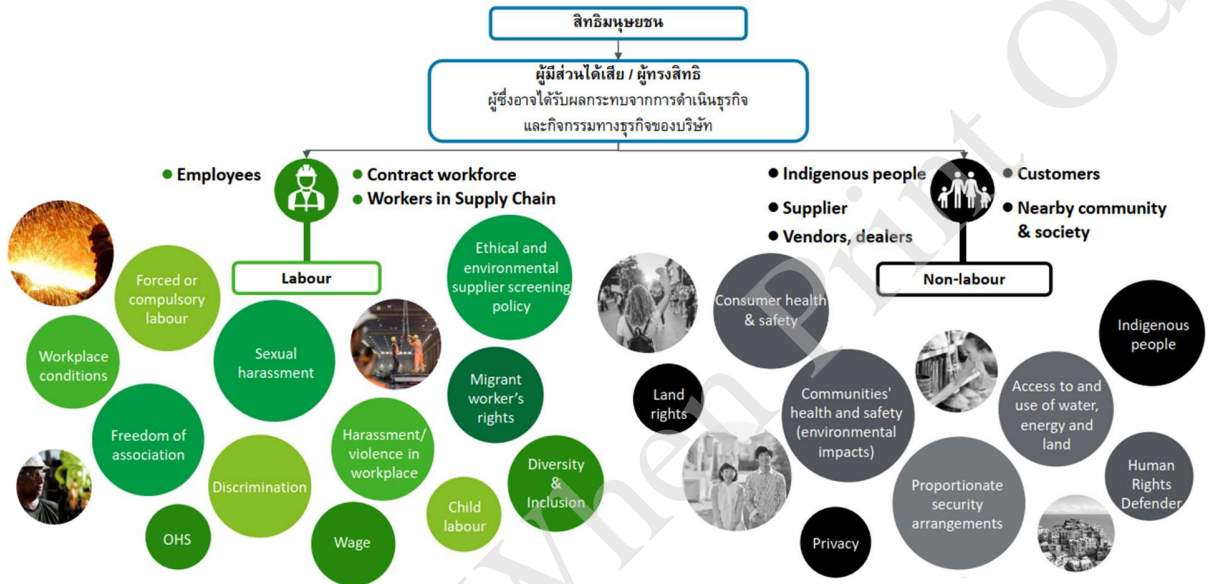 สิทธิมนุษยชน
ผู้มีส่วนได้เสีย / ผู้ทรงสิทธิ
ผู้ซึ่งอาจได้รับผลกระทบจากการดำเนินธุรกิจ
และกิจกรรมทางธุรกิจของบริษัท
Employees
Contract workforce
Workers in Supply Chain
Labour
Forced or
compulsory
labour
Ethical and
environmental
supplier screening
policy
Workplace
conditions
Sexual
harassment
Migrant
worker's
rights
Freedom of
association
Harassment/
violence in
workplace
Discrimination
Diversity
&
Inclusion
Child
labour
OHS
Wage
Indigenous people
Customers
Supplier
Vendors, dealers
Nearby community
& society
Non-labour
Consumer health
& safety
Indigenous
people
Land
rights
Communities'
health and safety
(environmental
impacts)
Access to and
use of water,
energy and
land
Proportionate
security
arrangements
Human
Rights
Defender
Privacy
When Print Ou